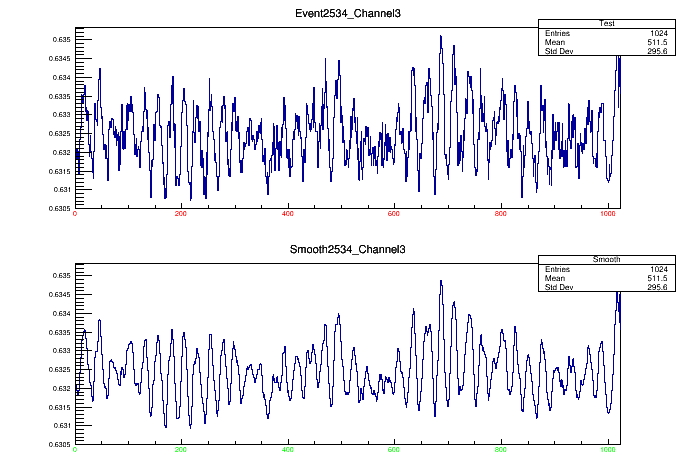 Event2534_Channel3
Test
Entries 1024
Mean 511.5
Std Dev 295.6
0.635
0.6345
0.634
0.6335
0.633
0.6325
0.632
0.6315
0.631
0.6305
0 200 400 600 800 1000
Smooth2534_Channel3
Smooth
Entries 1024
Mean 511.5
Std Dev 295.6
0.635
0.6345
0.634
0.6335
0.633
0.6325
0.632
0.6315
0.631
0.6305
0 200 400 600 800 1000